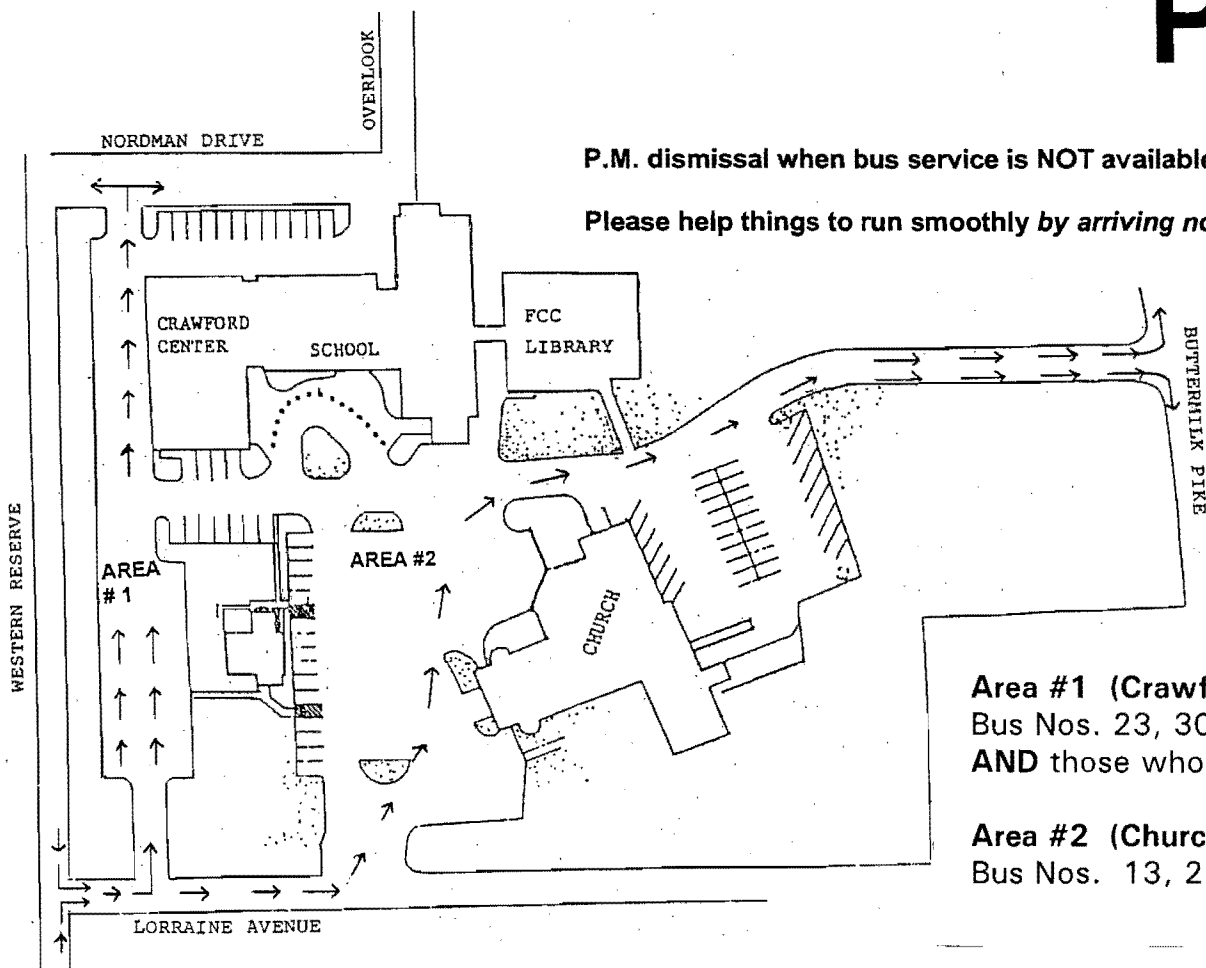 P
OVERLOOK
NORDMAN DRIVE
P.M. dismissal when bus service is NOT available
Please help things to run smoothly by arriving no
CRAWFORD
CENTER
SCHOOL
FCC
LIBRARY
BUTTERMILK PIKE
WESTERN RESERVE
AREA
# 1
AREA #2
CHURCH
Area #1 (Crawf
Bus Nos. 23, 30
AND those who
Area #2 (Churc
Bus Nos. 13, 2
LORRAINE AVENUE